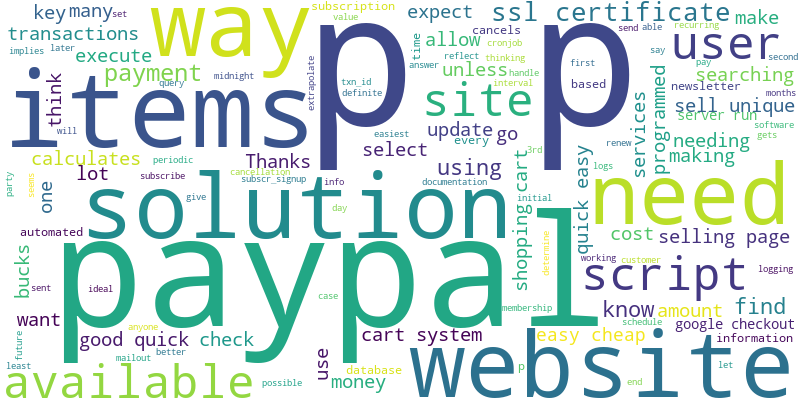 key many set way subscription value expect ssl certificate make
implies later transactions cancels able send recurring
execute midnight time allow reflect cronjob thinking say pay second
payment unless answer handle interval first based user searching
query extrapolate txn_id definite newsletter months
think items p site p programmed sell unique software
will easiest update go services server run gets
calculates periodic Thanks select every 3rd renew needing making
party seems one lot subscribe cancellation info using documentation logs
subscr_signup give day solution initial shopping cart quick easy need
automated cost selling page
bucks paypal determine working customer logging
sent ideal case script
want membership know amount find
future anyone schedule google checkout
good quick check use cart system easy cheap information
least mailout better database p let
available possible money website end